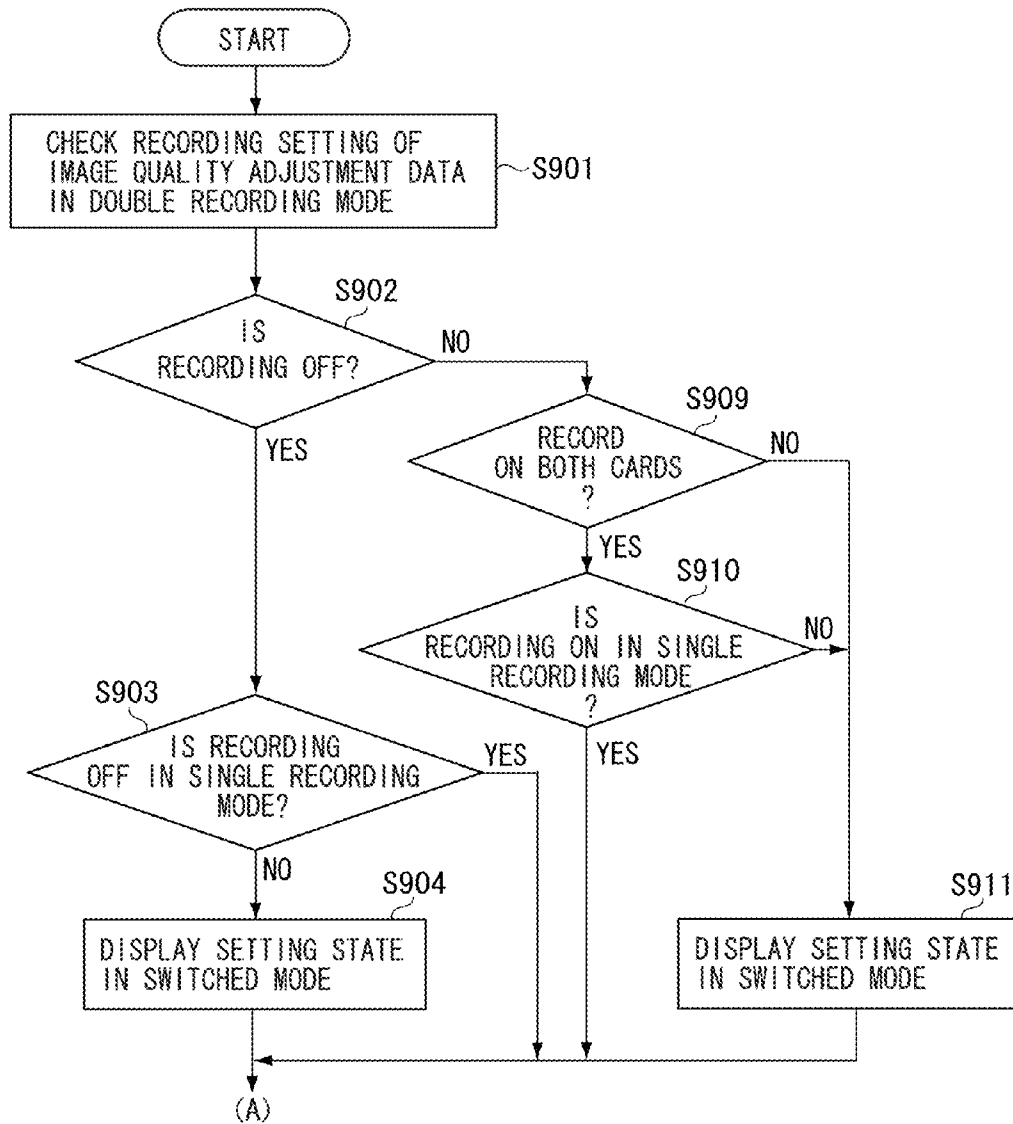 START
CHECK RECORDING SETTING OF
IMAGE QUALITY ADJUSTMENT DATA
IN DOUBLE RECORDING MODE
S901
S902
IS
RECORDING OFF?
NO
YES
S909
RECORD
ON BOTH CARDS
?
NO
YES
S910
IS
RECORDING ON IN SINGLE
RECORDING MODE
?
NO
YES
S903
IS RECORDING
OFF IN SINGLE RECORDING
MODE?
YES
NO
S904
DISPLAY SETTING STATE
IN SWITCHED MODE
S911
DISPLAY SETTING STATE
IN SWITCHED MODE
(A)